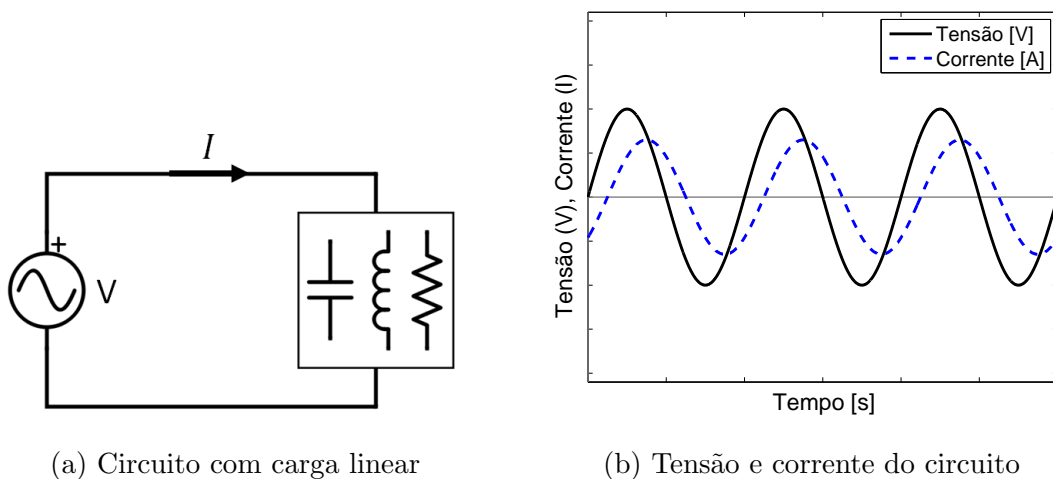 I
+
V
(a) Circuito com carga linear
Tensão [V]
Corrente [A]
Tensão (V), Corrente (I)
Tempo [s]
(b) Tensão e corrente do circuito